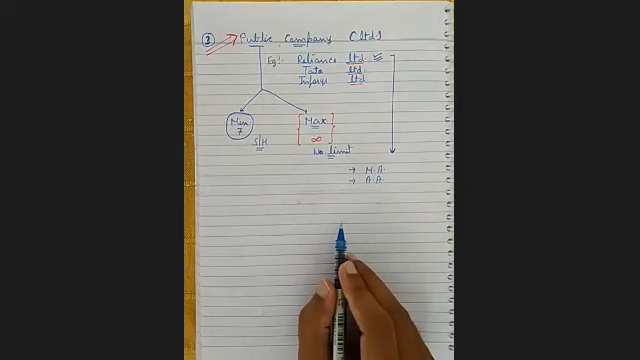 ③ Public Company (Ltd)
Eg:- Reliance Ltd
Tata Ltd
Infosys Ltd
Min 7
S/H
Max ∞
No limit
→ M.A.
→ A.A.